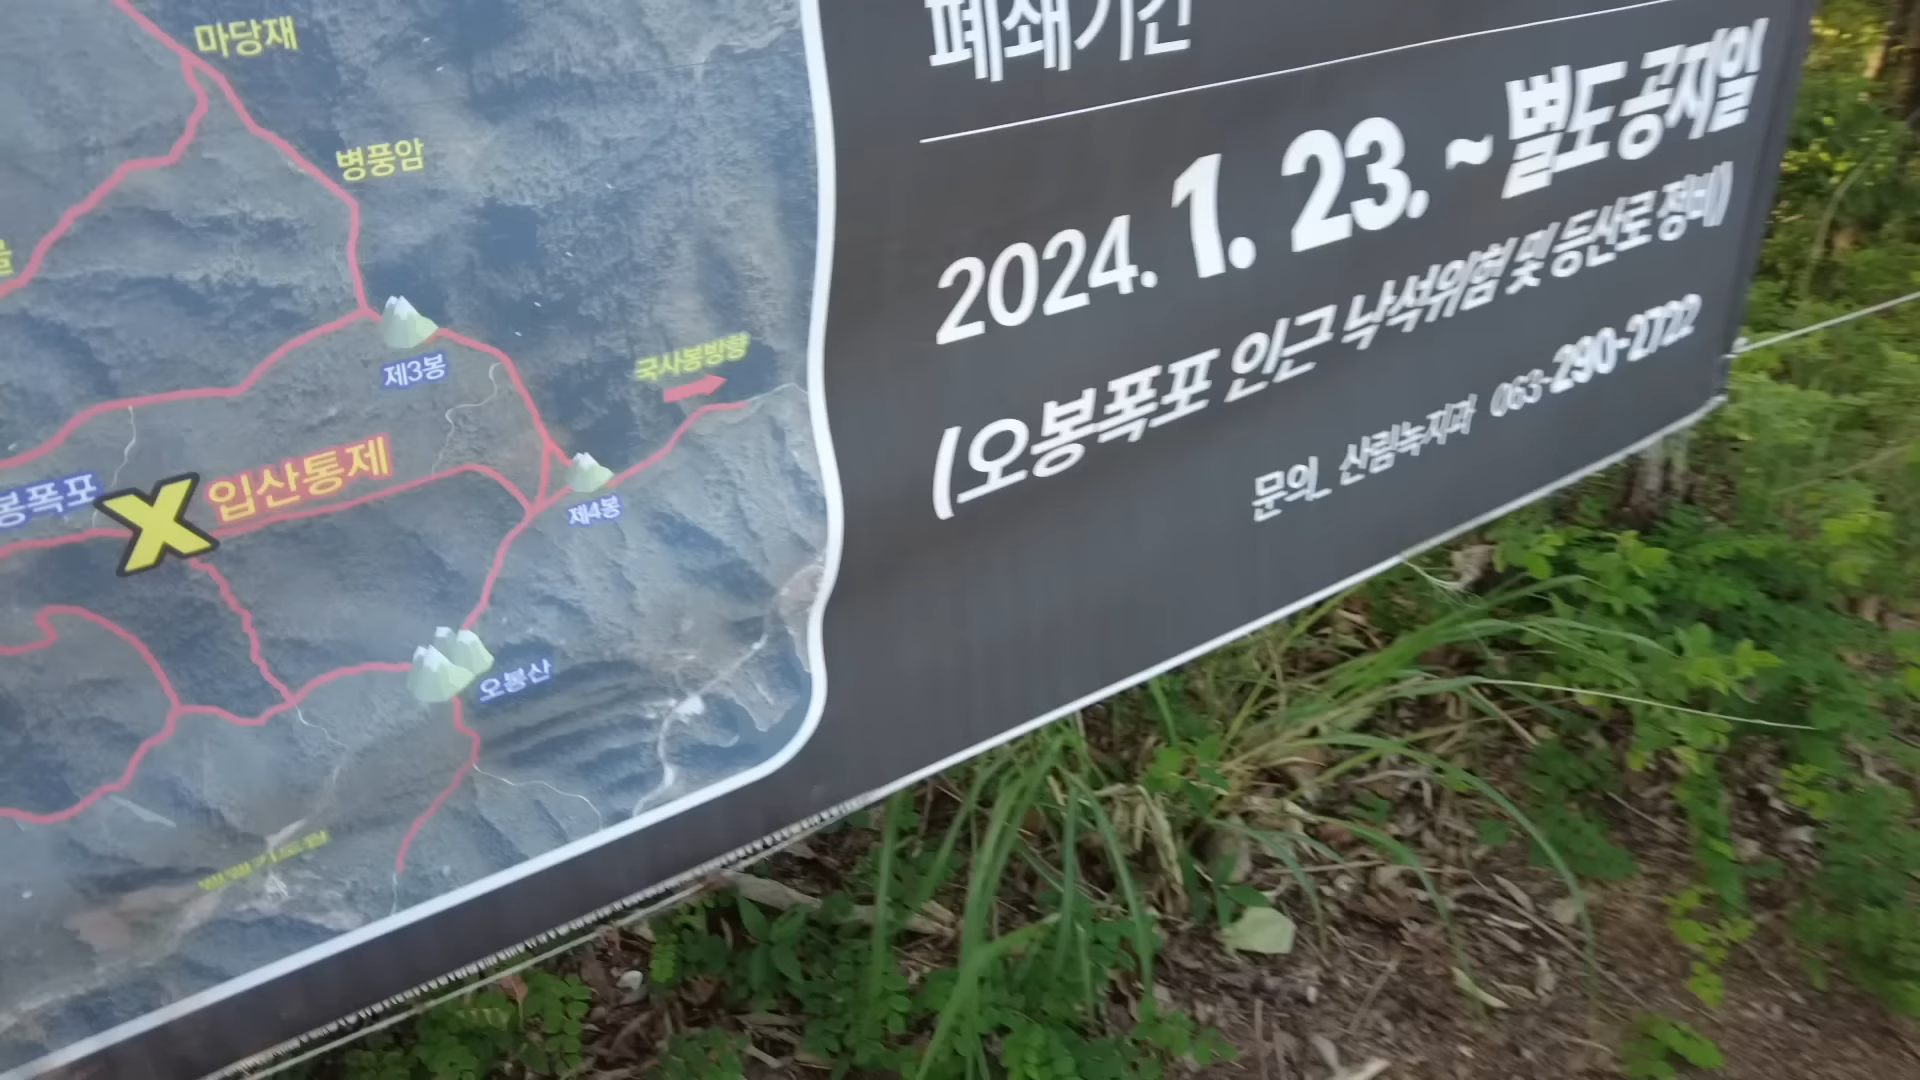 마당재
병풍암
제3봉
국사봉방향
봉폭포
입산통제
제4봉
오봉산
폐쇄기간
2024. 1. 23. ~ 별도 공지일
(오봉폭포 인근 낙석위험 및 등산로 정비)
문의_ 산림녹지과 063-290-2722